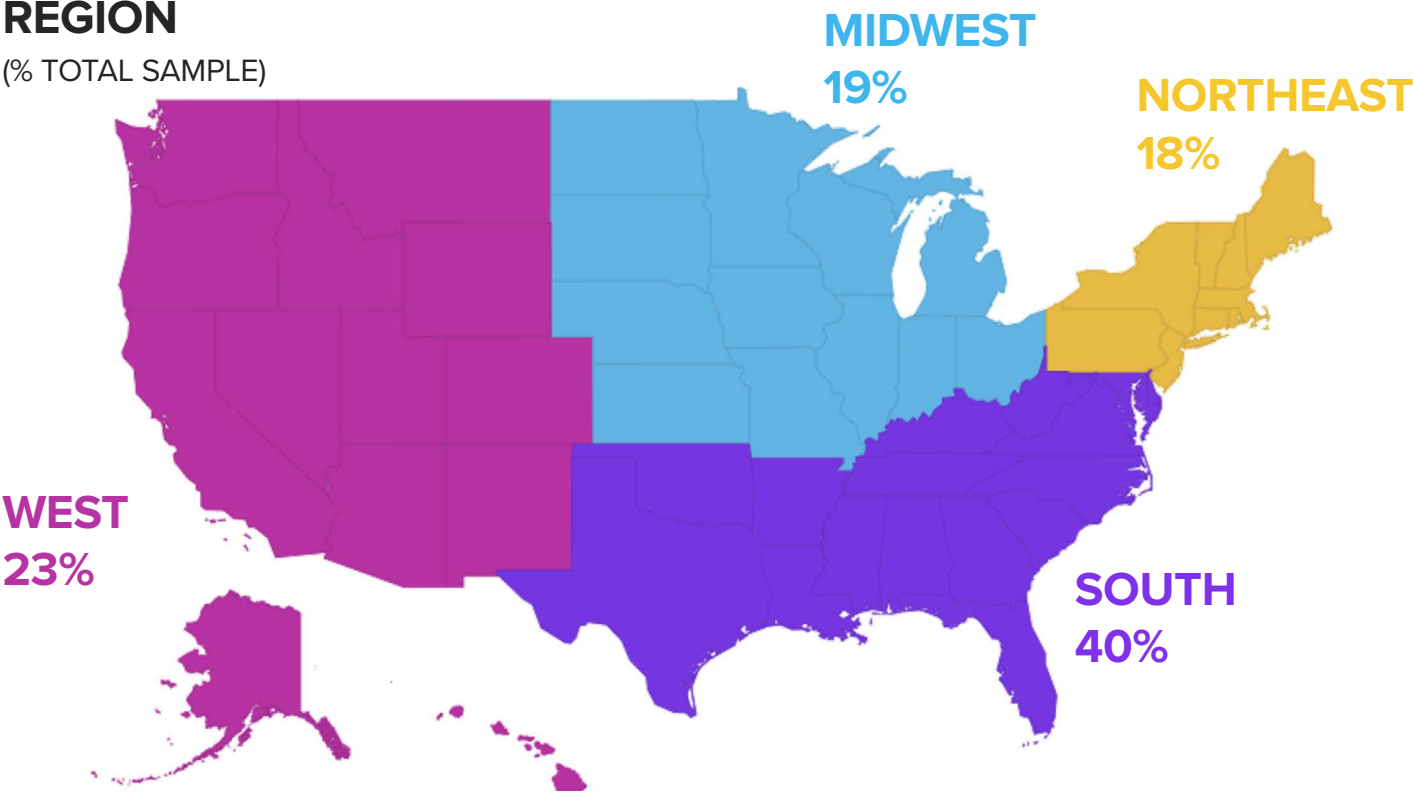 REGION
(% TOTAL SAMPLE)
MIDWEST
19%
NORTHEAST
18%
WEST
23%
SOUTH
40%